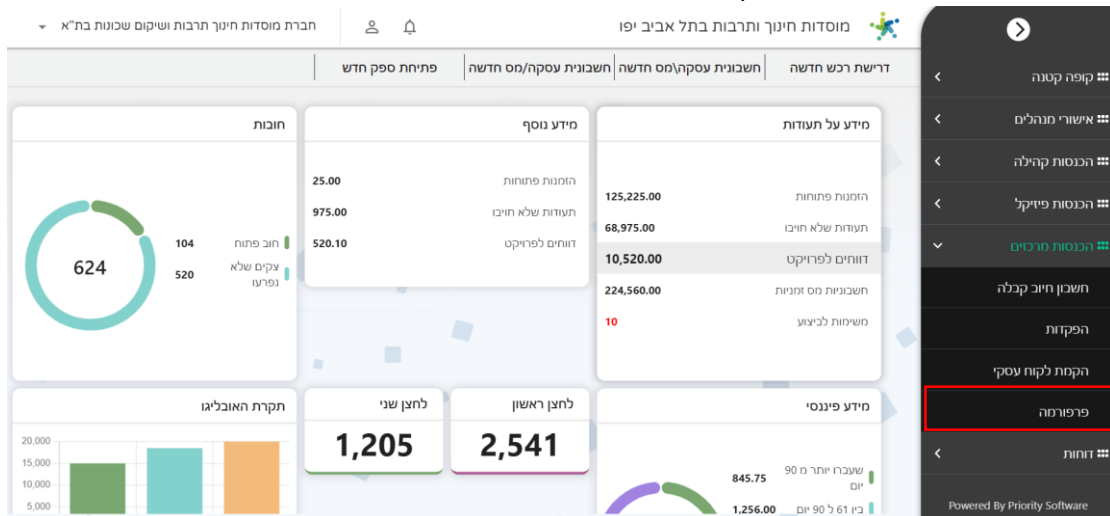 מוסדות חינוך ותרבות בתל אביב יפו
חברת מוסדות חינוך תרבות ושיקום שכונות בת"א
דרישת רכש חדשה
חשבונית עסקה\מס חדשה
חשבונית עסקה/מס חדשה
פתיחת ספק חדש
קופה קטנה
אישורי מנהלים
הכנסות קהילה
הכנסות פיזיקל
הכנסות מרכזים
חשבון חיוב קבלה
הפקדות
הקמת לקוח עסקי
פרפורמה
דוחות
Powered By Priority Software
מידע על תעודות
הזמנות פתוחות 125,225.00
תעודות שלא חויבו 68,975.00
דווחים לפרויקט 10,520.00
חשבוניות מס זמניות 224,560.00
משימות לביצוע 10
מידע נוסף
הזמנות פתוחות 25.00
תעודות שלא חויבו 975.00
דווחים לפרויקט 520.10
חובות
חוב פתוח 104
צקים שלא
נפרעו
520
624
מידע פיננסי
שעברו יותר מ 90
יום
845.75
בין 61 ל 90 יום 1,256.00
לחצן ראשון
2,541
לחצן שני
1,205
תקרת האובליגו
20,000
15,000
10,000
5,000